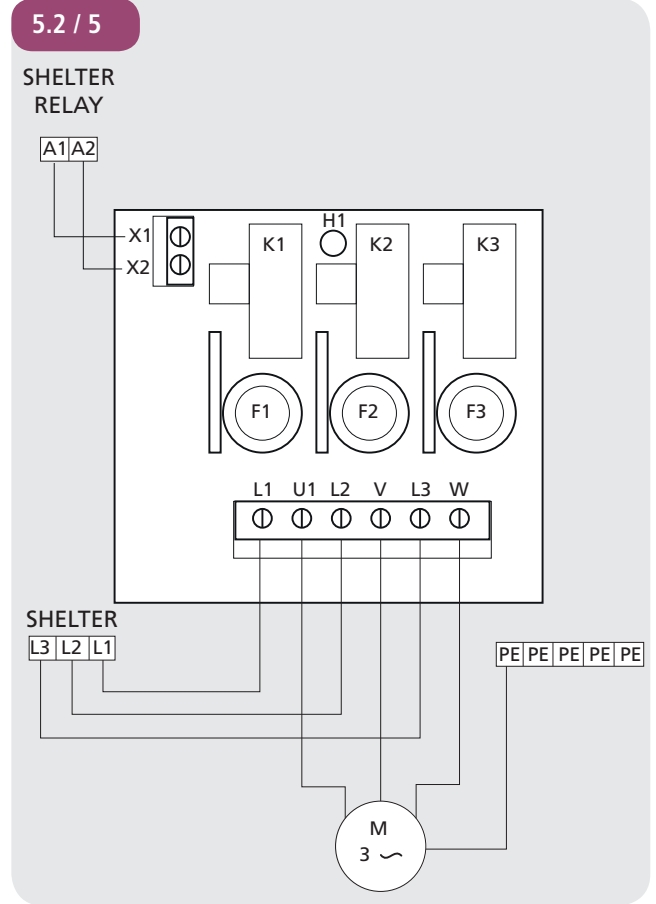 5.2 / 5
SHELTER
RELAY
A1 A2
X1
X2
H1
K1 K2 K3
F1 F2 F3
L1 U1 L2 V L3 W
SHELTER
L3 L2 L1
PE PE PE PE PE
M
3 ~